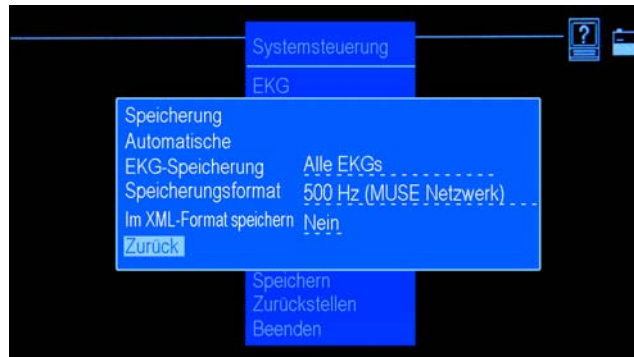 Systemsteuerung
?
EKG
Speicherung
Automatische
EKG-Speicherung Alle EKGs
Speicherungsformat 500 Hz (MUSE Netzwerk)
Im XML-Format speichern Nein
Zurück
Speichern
Zurückstellen
Beenden